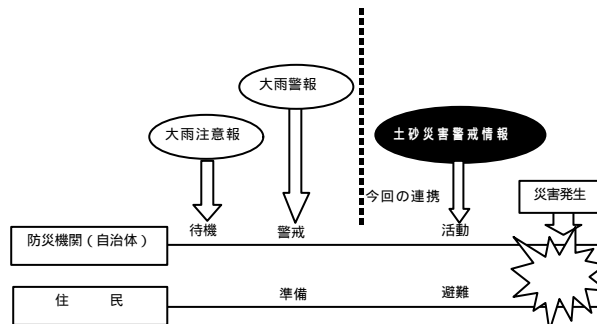 大雨警報
大雨注意報
土砂災害警戒情報
今回の連携
災害発生
待機
警戒
活動
防災機関（自治体）
住　　民
準備
避難